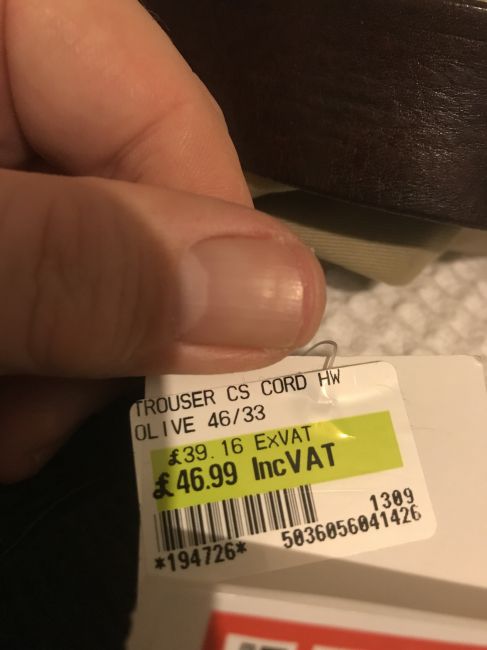 TROUSER CS CORD HW
OLIVE 46/33
£39.16 ExVAT
£46.99 IncVAT
1309
*194726* 5036056041426